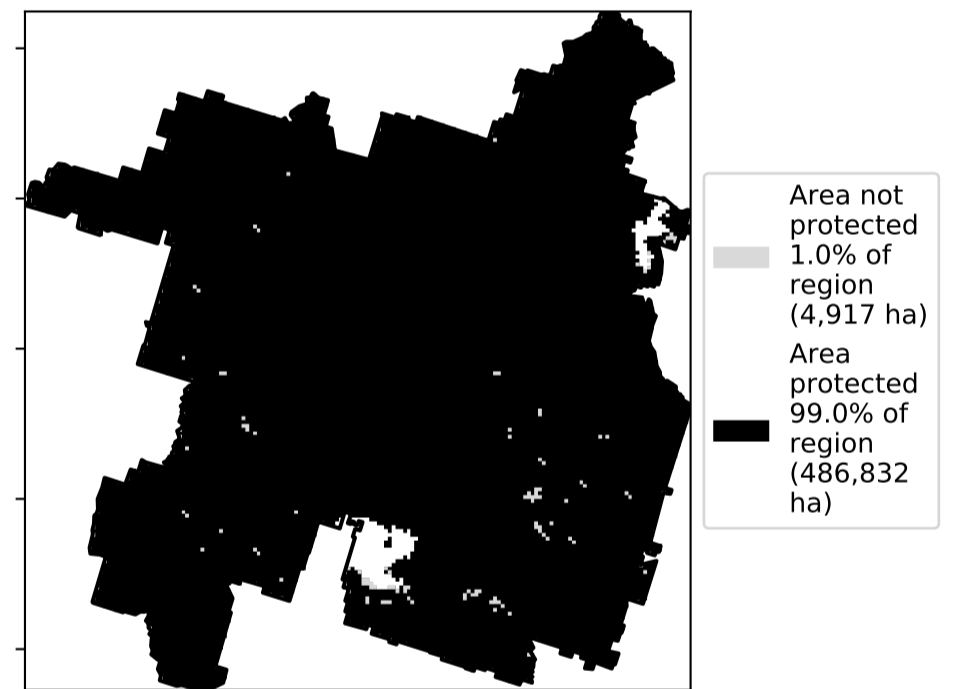 Area not
protected
1.0% of
region
(4,917 ha)
Area
protected
99.0% of
region
(486,832
ha)